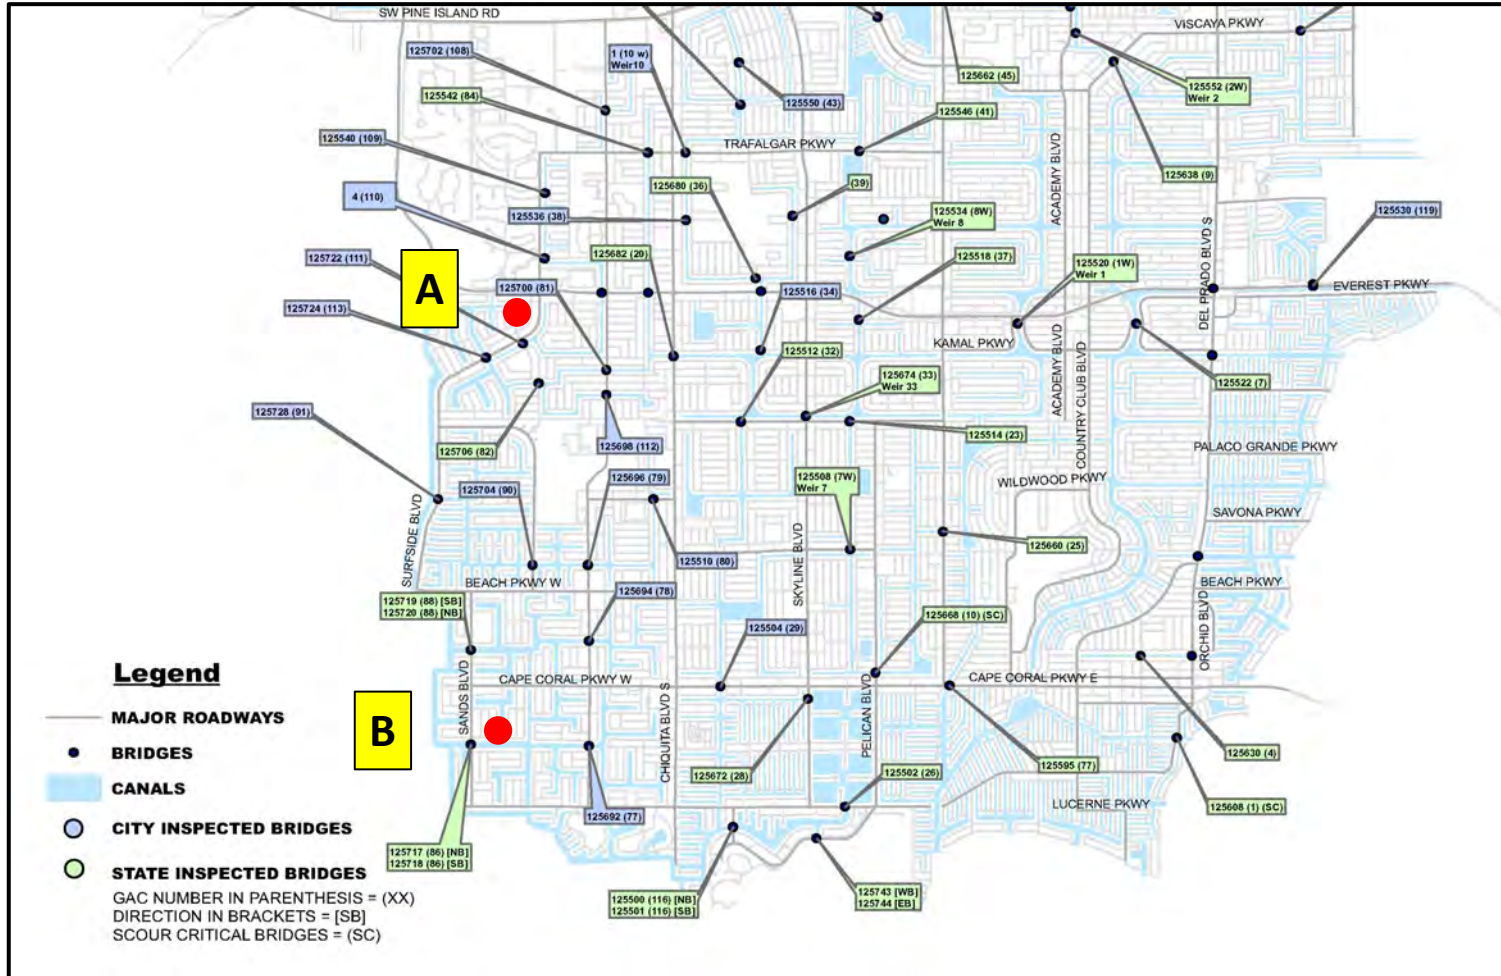 SW PINE ISLAND RD
VISCAYA PKWY
125702 (108)
1 (10 w)
Weir10
125662 (45)
125552 (2W)
Weir 2
125542 (84)
125550 (43)
125546 (41)
125540 (109)
TRAFALGAR PKWY
ACADEMY BLVD
125638 (9)
4 (110)
125680 (36)
(39)
125536 (38)
125534 (8W)
Weir 8
125530 (119)
DEL PRADO BLVD S
125722 (111)
A
125682 (20)
125518 (37)
125520 (1W)
Weir 1
125700 (81)
125516 (34)
EVEREST PKWY
125724 (113)
KAMAL PKWY
ACADEMY BLVD
COUNTRY CLUB BLVD
125512 (32)
125674 (33)
Weir 33
125522 (7)
125728 (91)
125706 (82)
125698 (112)
125514 (23)
PALACO GRANDE PKWY
125704 (90)
125696 (79)
125508 (7W)
Weir 7
WILDWOOD PKWY
SAVONA PKWY
SURFSIDE BLVD
125510 (80)
SKYLINE BLVD
125660 (25)
BEACH PKWY W
BEACH PKWY
125719 (88) [SB]
125720 (88) [NB]
125694 (78)
125668 (10) (SC)
125504 (29)
ORCHID BLVD
Legend
SANDS BLVD
CAPE CORAL PKWY W
CHIQUITA BLVD S
PELICAN BLVD
CAPE CORAL PKWY E
MAJOR ROADWAYS
B
BRIDGES
125630 (4)
125672 (28)
125502 (26)
125595 (77)
CANALS
125692 (77)
LUCERNE PKWY
125608 (1) (SC)
CITY INSPECTED BRIDGES
125717 (86) [NB]
125718 (86) [SB]
STATE INSPECTED BRIDGES
GAC NUMBER IN PARENTHESIS = (XX)
DIRECTION IN BRACKETS = [SB]
SCOUR CRITICAL BRIDGES = (SC)
125500 (116) [NB]
125501 (116) [SB]
125743 [WB]
125744 [EB]